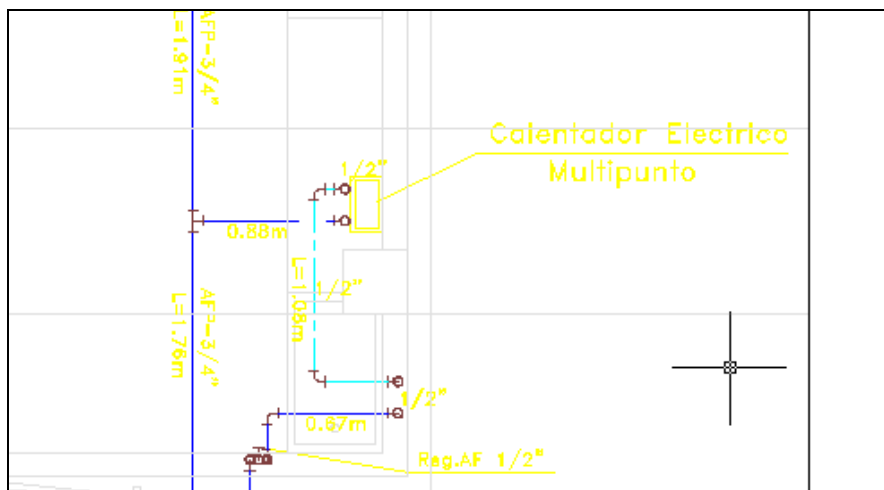 AFP-3/4"
L=1.91m
Calentador Electrico
Multipunto
1/2"
0.88m
L=1.08m
1/2"
AFP-3/4"
L=1.76m
1/2"
0.67m
Reg.AF 1/2"